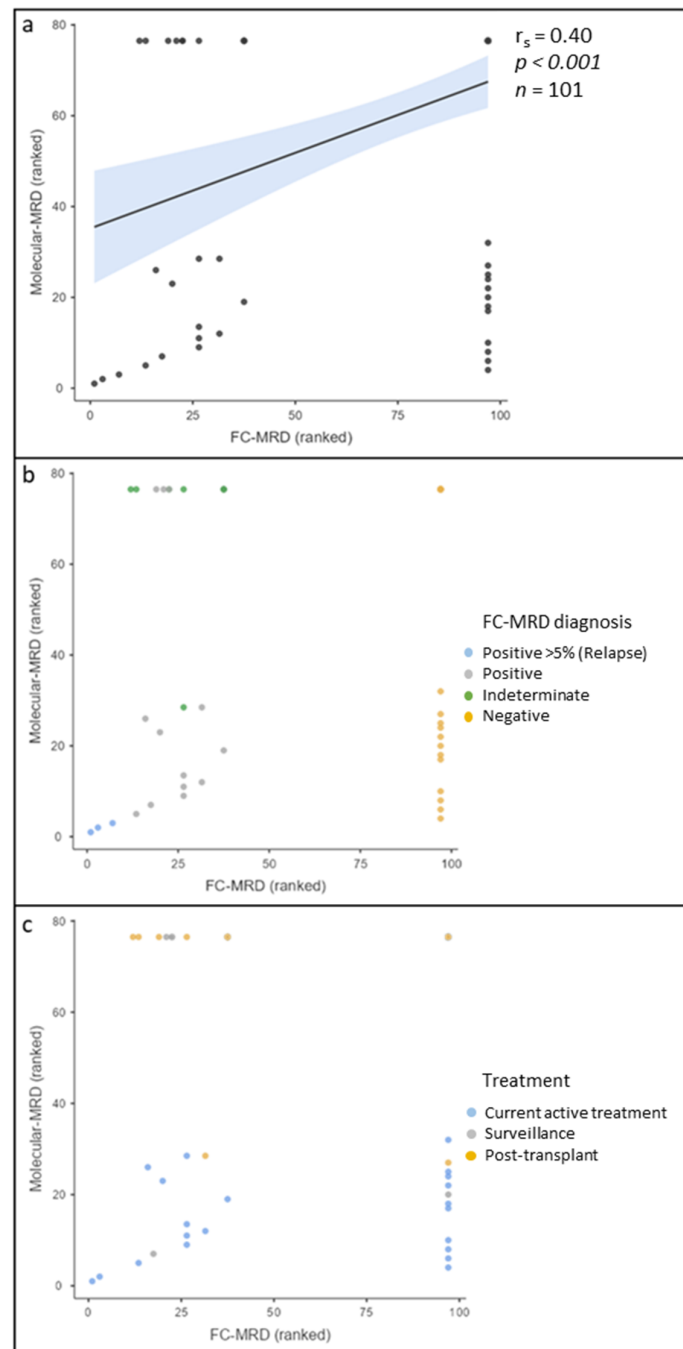 a
r_s = 0.40
p < 0.001
n = 101
80
60
40
20
0
Molecular-MRD (ranked)
0 25 50 75 100
FC-MRD (ranked)
b
80
60
40
20
0
Molecular-MRD (ranked)
0 25 50 75 100
FC-MRD (ranked)
FC-MRD diagnosis
Positive >5% (Relapse)
Positive
Indeterminate
Negative
c
80
60
40
20
0
Molecular-MRD (ranked)
0 25 50 75 100
FC-MRD (ranked)
Treatment
Current active treatment
Surveillance
Post-transplant